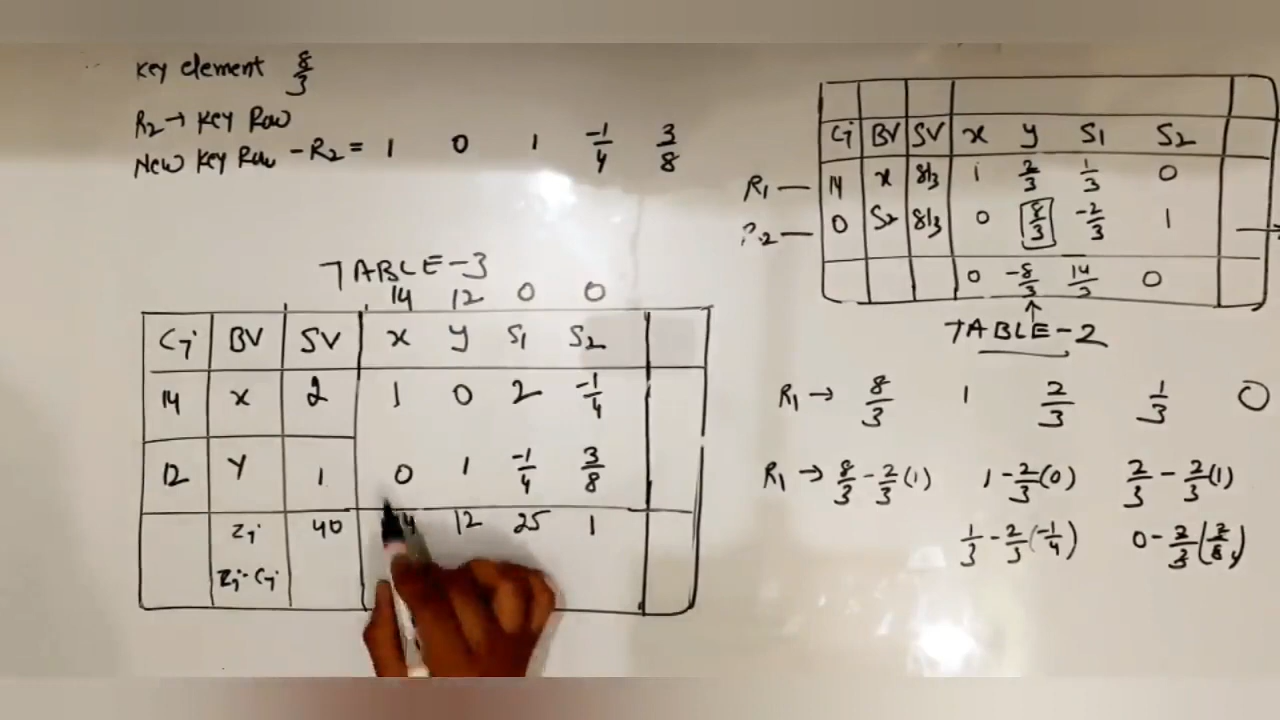 Key element 8/3
R2 → Key Row
New Key Row - R2 = 1 0 1 -1/4 3/8
TABLE-3
14 12 0 0
Cj BV SV x y S1 S2
14 x 2 1 0 2 -1/4
12 y 1 0 1 -1/4 3/8
Zj 40 4 12 25 1
Zj-Cj
Cj BV SV x y S1 S2
R1 — 14 x 8/3 1 2/3 1/3 0
2 — 0 S2 8/3 0 8/3 -2/3 1
0 -8/3 14/3 0
TABLE-2
R1 → 8/3 1 2/3 1/3 0
R1 → 8/3 - 2/3(1) 1 - 2/3(0) 2/3 - 2/3(1)
1/3 - 2/3(-1/4) 0 - 2/3(3/8)